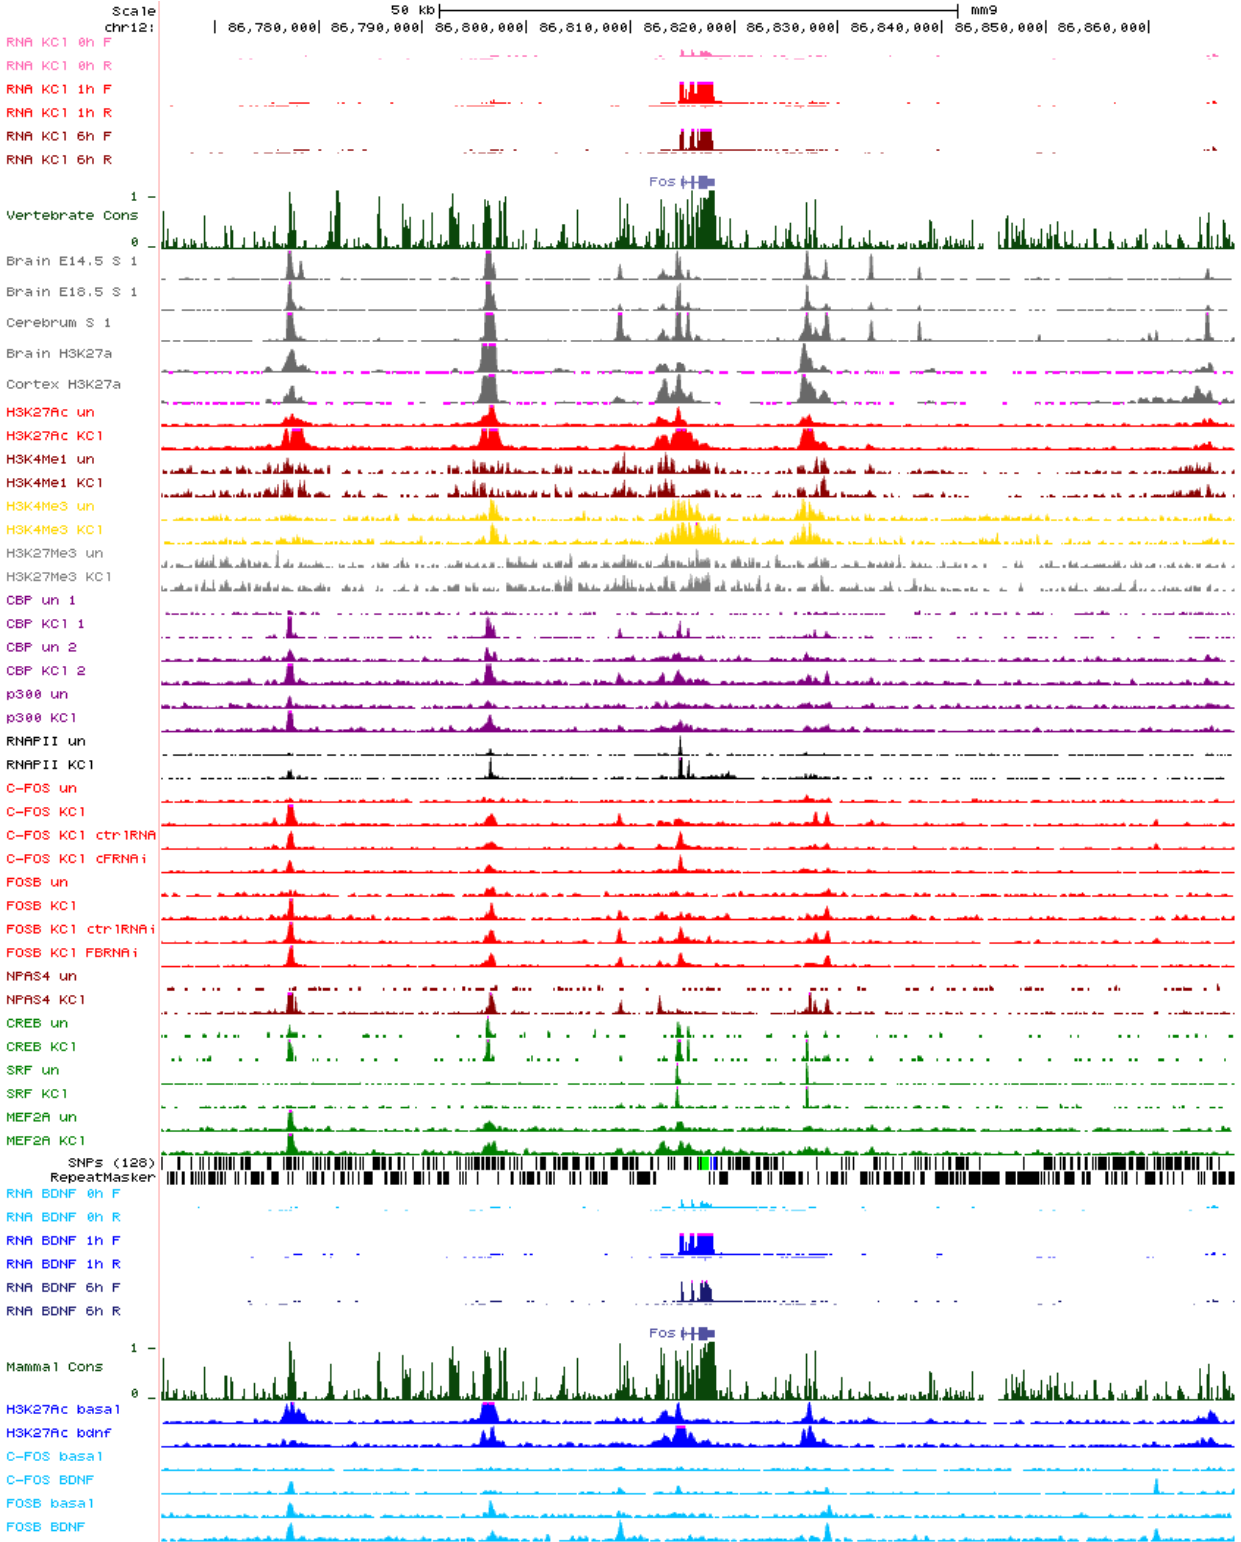 Scale 50 kb mm9
chr12: 86,780,000 86,790,000 86,800,000 86,810,000 86,820,000 86,830,000 86,840,000 86,850,000 86,860,000
RNA KCl 0h F
RNA KCl 0h R
RNA KCl 1h F
RNA KCl 1h R
RNA KCl 6h F
RNA KCl 6h R
Fos
1
Vertebrate Cons
0
Brain E14.5 S 1
Brain E18.5 S 1
Cerebrum S 1
Brain H3K27a
Cortex H3K27a
H3K27Ac un
H3K27Ac KCl
H3K4Me1 un
H3K4Me1 KCl
H3K4Me3 un
H3K4Me3 KCl
H3K27Me3 un
H3K27Me3 KCl
CBP un 1
CBP KCl 1
CBP un 2
CBP KCl 2
p300 un
p300 KCl
RNAPII un
RNAPII KCl
C-FOS un
C-FOS KCl
C-FOS KCl ctrlRNA
C-FOS KCl cFRNAi
FOSB un
FOSB KCl
FOSB KCl ctrlRNAi
FOSB KCl FBRNAi
NPAS4 un
NPAS4 KCl
CREB un
CREB KCl
SRF un
SRF KCl
MEF2A un
MEF2A KCl
SNPs (128)
RepeatMasker
RNA BDNF 0h F
RNA BDNF 0h R
RNA BDNF 1h F
RNA BDNF 1h R
RNA BDNF 6h F
RNA BDNF 6h R
Fos
1
Mammal Cons
0
H3K27Ac basal
H3K27Ac bdnf
C-FOS basal
C-FOS BDNF
FOSB basal
FOSB BDNF